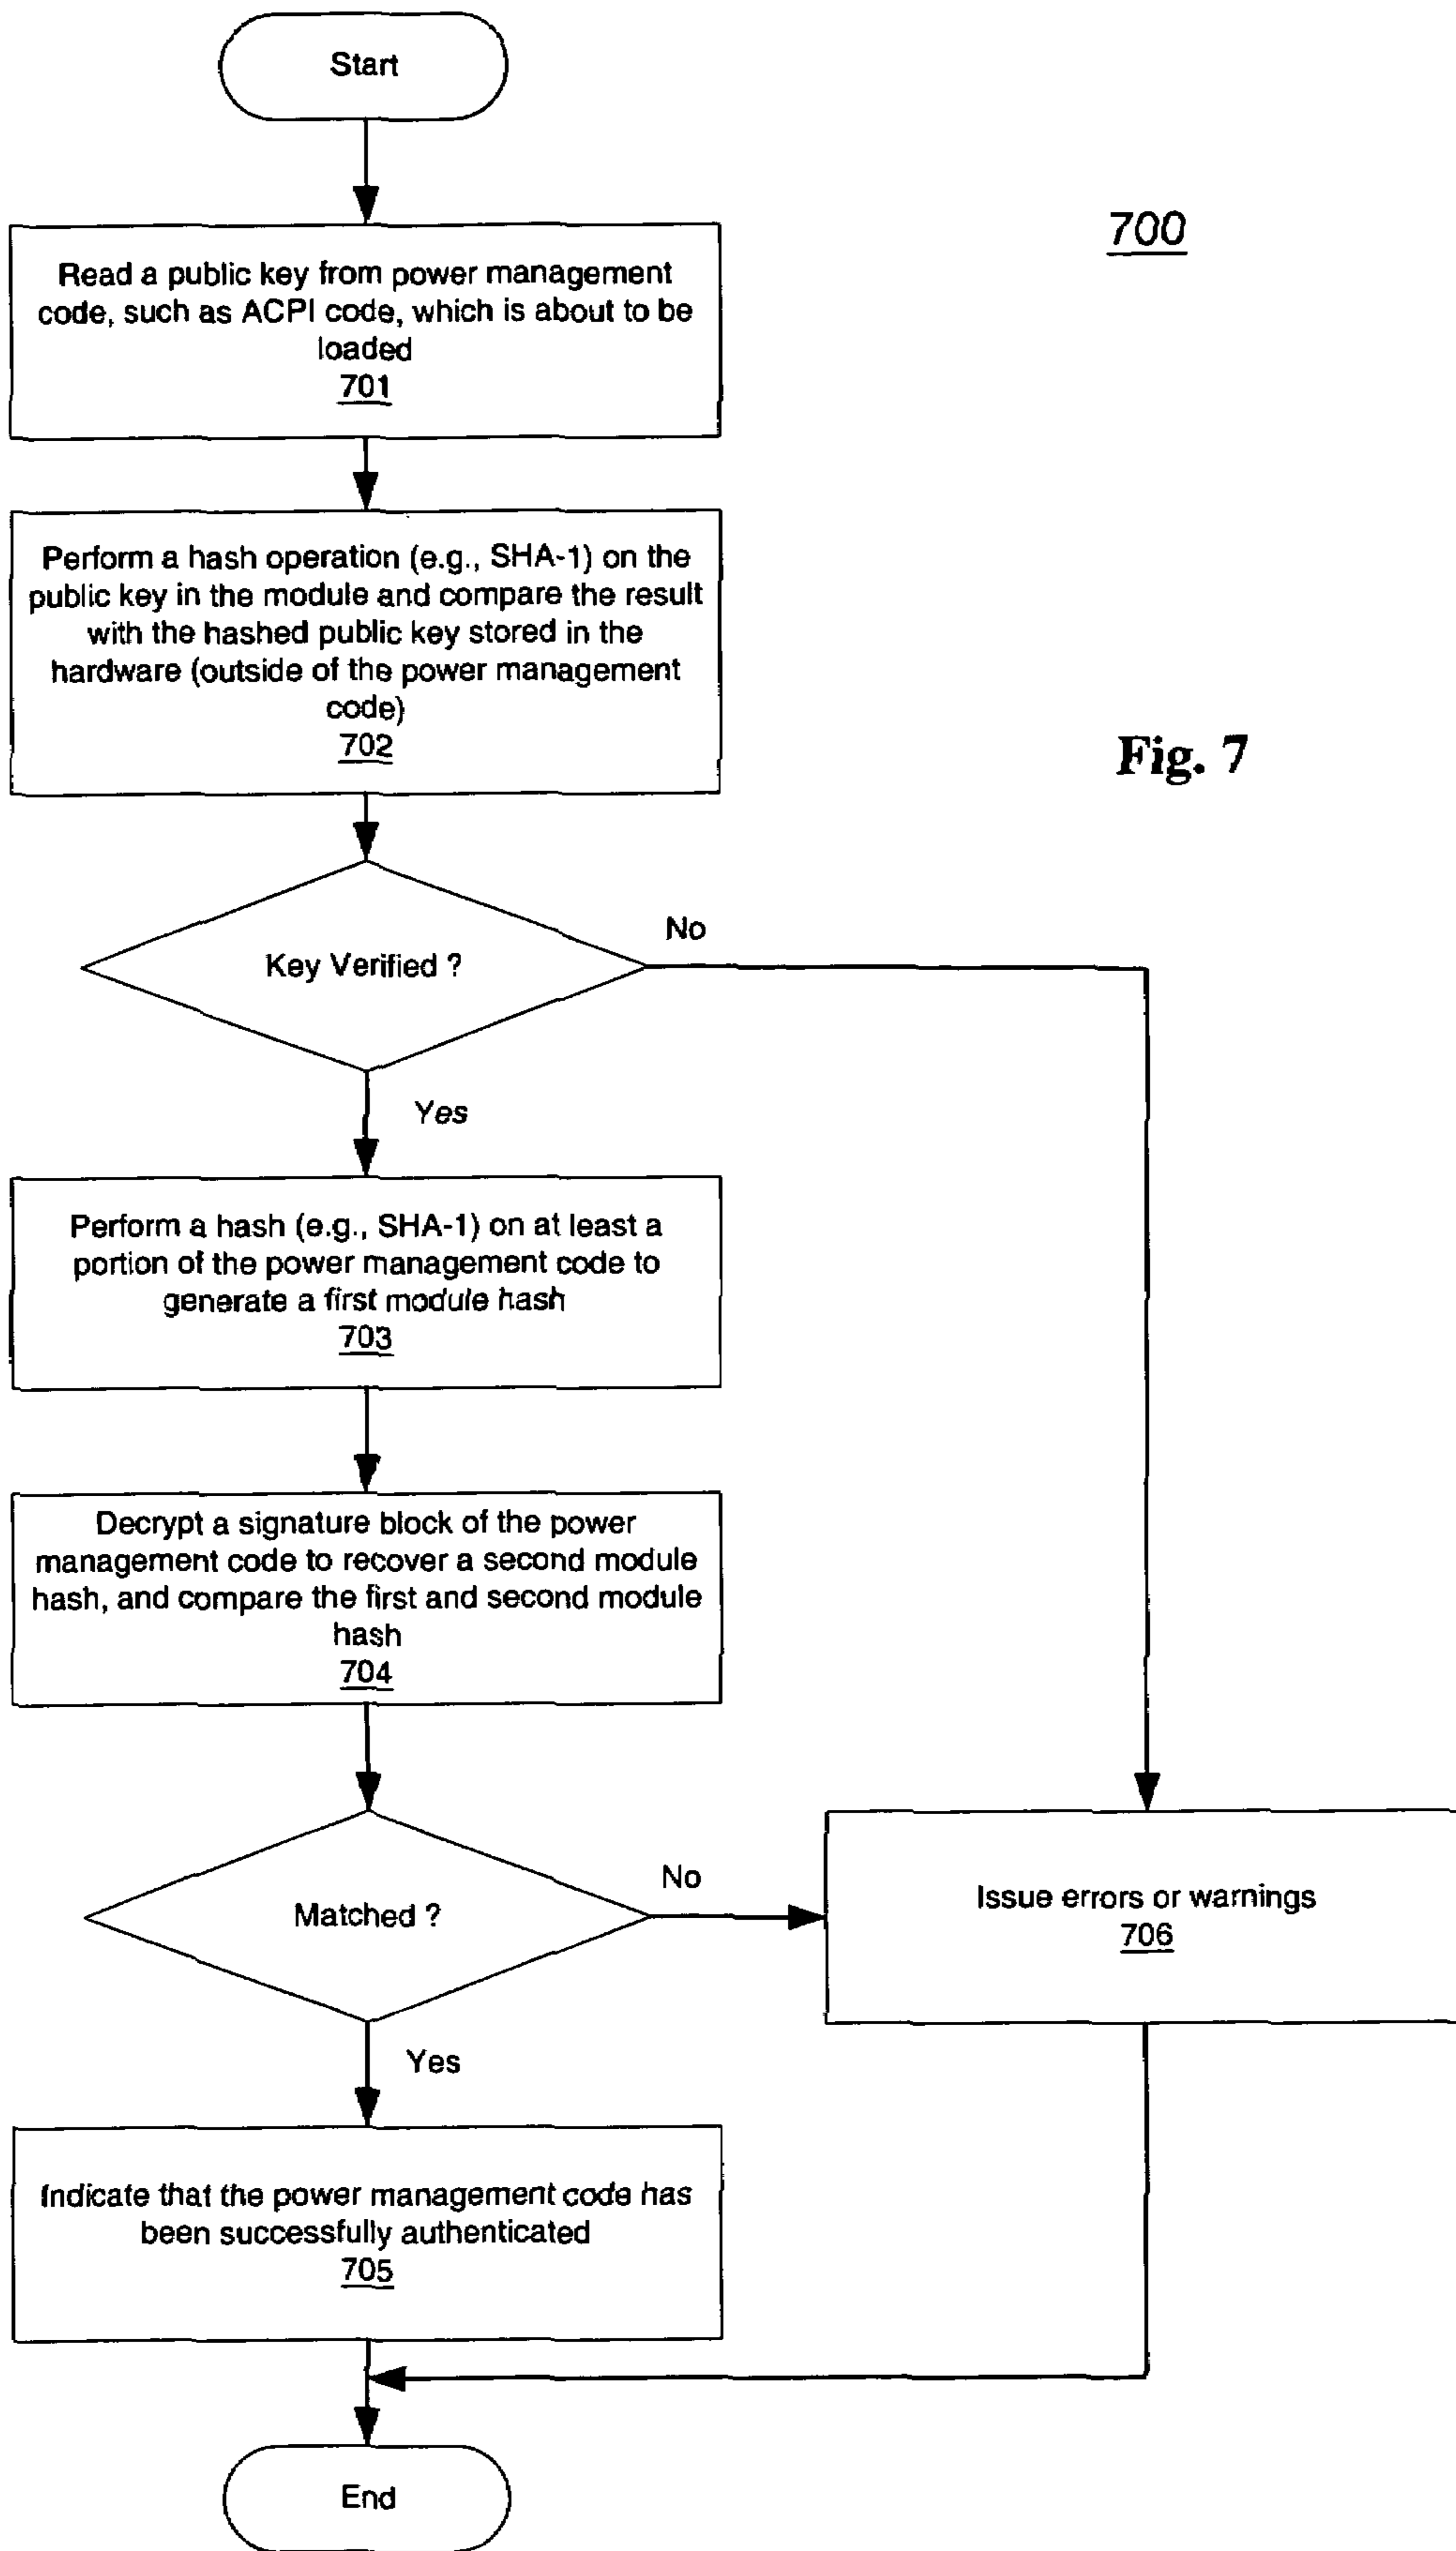 Start
700
Read a public key from power management
code, such as ACPI code, which is about to be
loaded
701
Perform a hash operation (e.g., SHA-1) on the
public key in the module and compare the result
with the hashed public key stored in the
hardware (outside of the power management
code)
702
Fig. 7
Key Verified ?
No
Yes
Perform a hash (e.g., SHA-1) on at least a
portion of the power management code to
generate a first module hash
703
Decrypt a signature block of the power
management code to recover a second module
hash, and compare the first and second module
hash
704
Matched ?
No
Issue errors or warnings
706
Yes
Indicate that the power management code has
been successfully authenticated
705
End